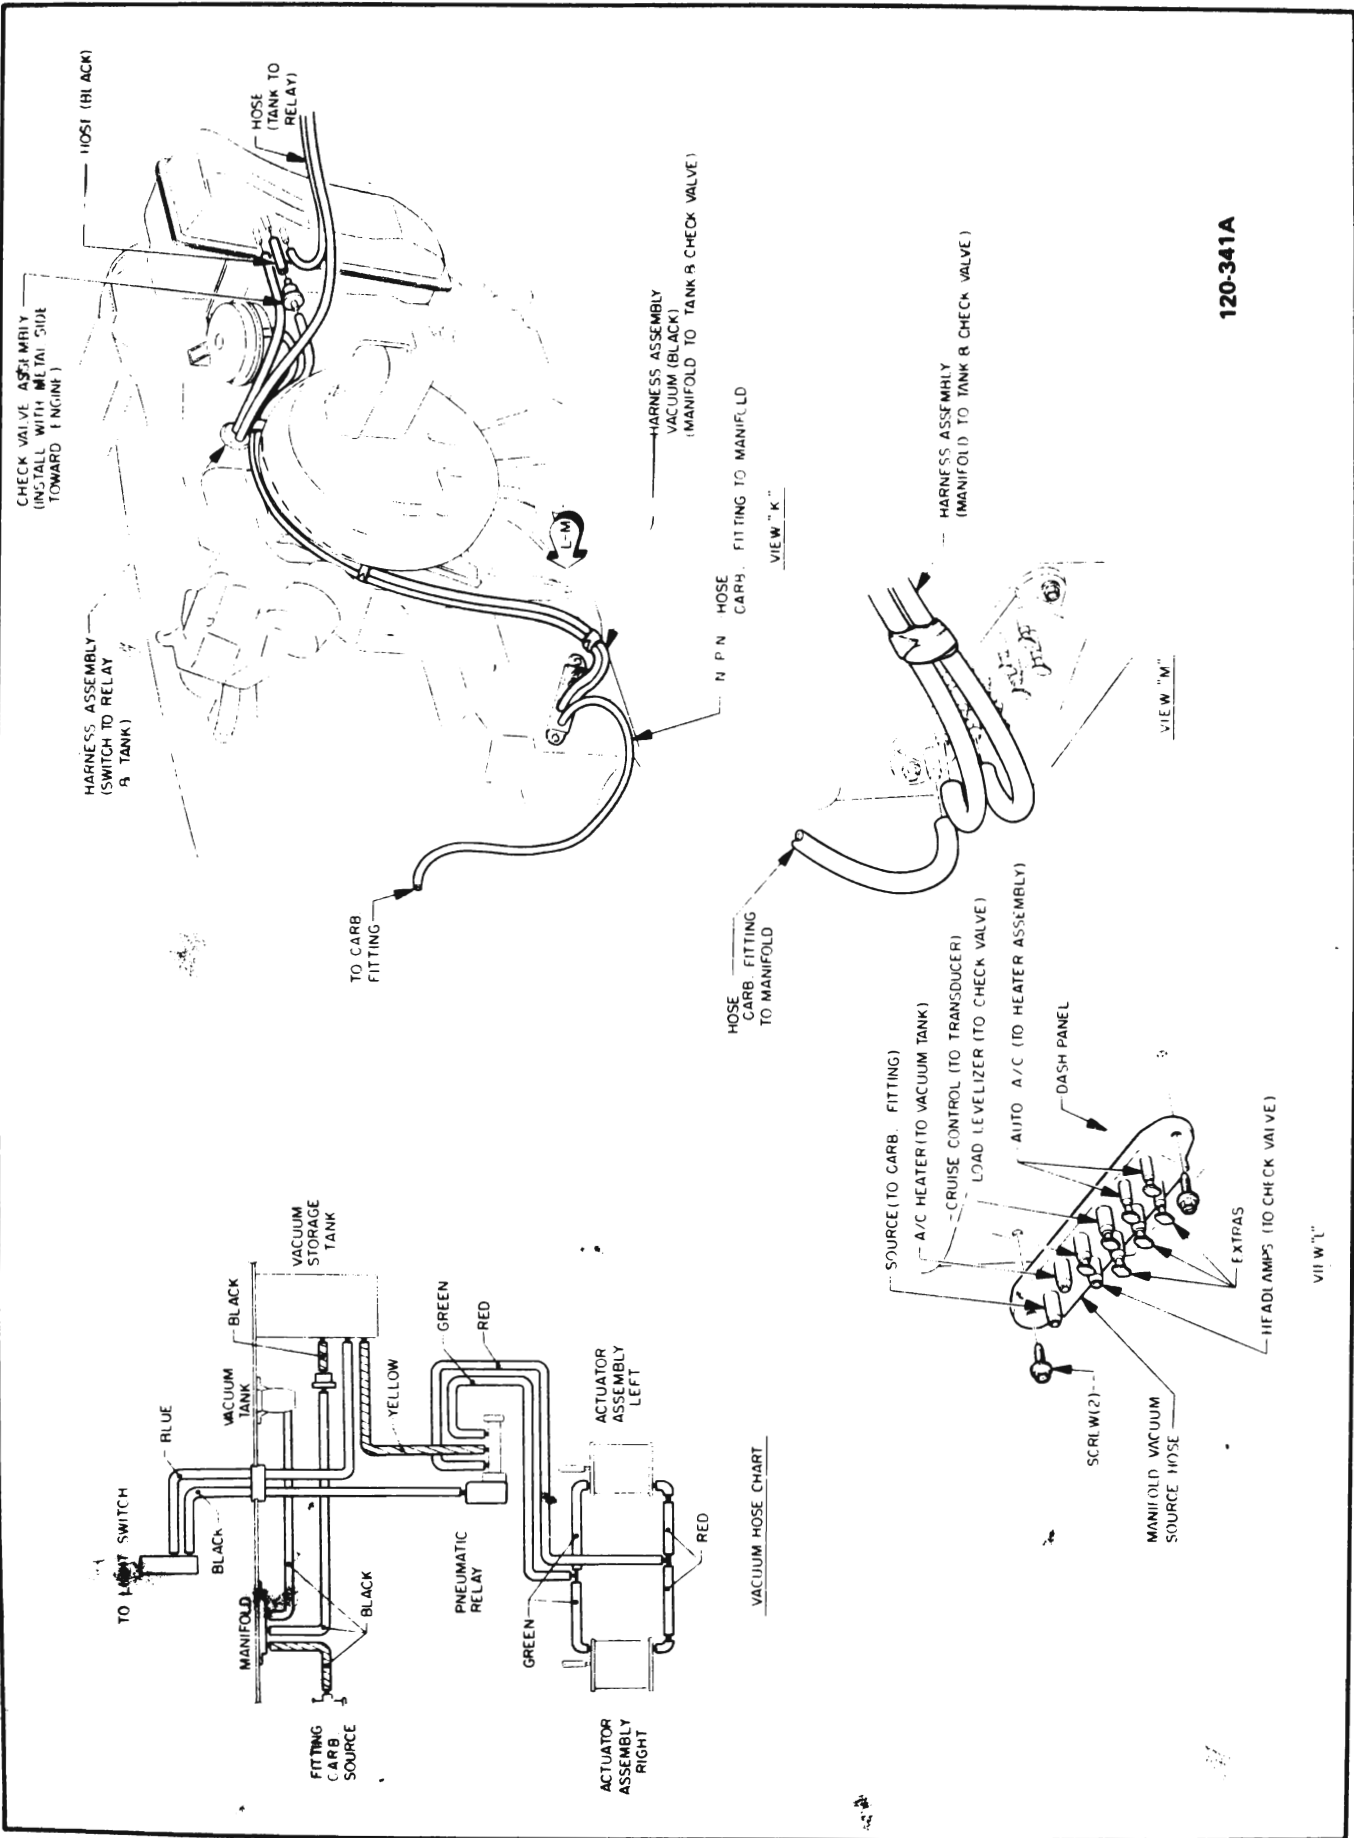 CHECK VALVE ASSEMBLY
(INSTALL WITH METAL SIDE
TOWARD ENGINE)
HOSE (BLACK)
HOSE
(TANK TO
RELAY)
HARNESS ASSEMBLY
(SWITCH TO RELAY
& TANK)
HARNESS ASSEMBLY
VACUUM (BLACK)
(MANIFOLD TO TANK & CHECK VALVE)
L-M
TO CARB
FITTING
N P N HOSE
CARB. FITTING TO MANIFOLD
VIEW "K"
HARNESS ASSEMBLY
(MANIFOLD TO TANK & CHECK VALVE)
HOSE
CARB. FITTING
TO MANIFOLD
VIEW "M"
120-341A
TO LIGHT SWITCH
BLUE
BLACK
MANIFOLD
VACUUM
TANK
BLACK
VACUUM
STORAGE
TANK
FITTING
CARB
SOURCE
BLACK
YELLOW
GREEN
RED
PNEUMATIC
RELAY
GREEN
ACTUATOR
ASSEMBLY
LEFT
ACTUATOR
ASSEMBLY
RIGHT
RED
VACUUM HOSE CHART
SOURCE (TO CARB. FITTING)
A/C HEATER (TO VACUUM TANK)
CRUISE CONTROL (TO TRANSDUCER)
LOAD LEVELIZER (TO CHECK VALVE)
AUTO A/C (TO HEATER ASSEMBLY)
DASH PANEL
SCREW(2)
MANIFOLD VACUUM
SOURCE HOSE
EXTRAS
HEADLAMPS (TO CHECK VALVE)
VIEW "L"